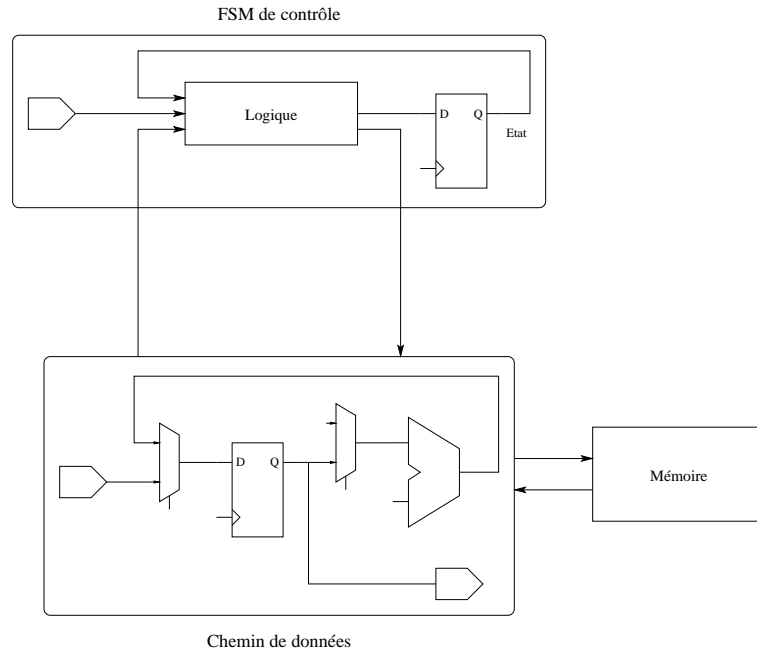 FSM de contrôle
Logique
D
Q
Etat
D
Q
Mémoire
Chemin de données